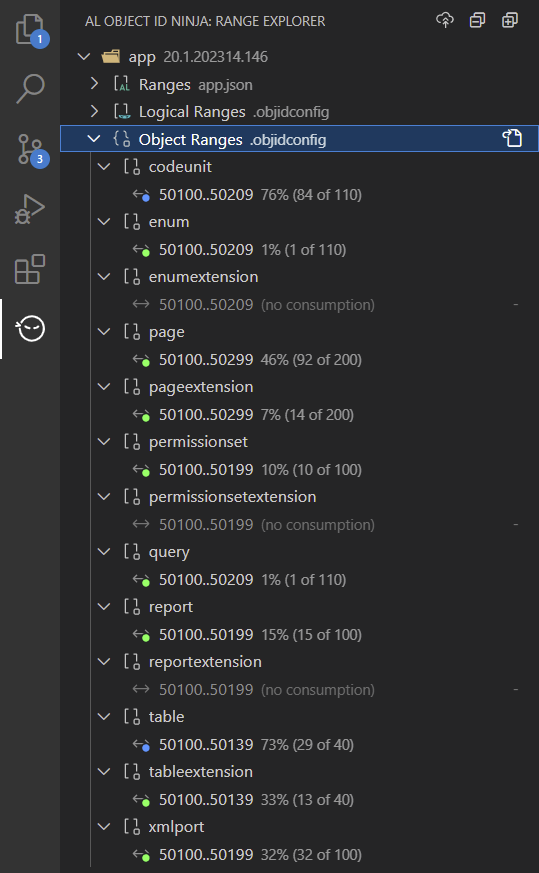 AL OBJECT ID NINJA: RANGE EXPLORER
app 20.1.202314.146
Ranges app.json
Logical Ranges .objidconfig
Object Ranges .objidconfig
codeunit
50100..50209 76% (84 of 110)
enum
50100..50209 1% (1 of 110)
enumextension
50100..50209 (no consumption) -
page
50100..50299 46% (92 of 200)
pageextension
50100..50299 7% (14 of 200)
permissionset
50100..50199 10% (10 of 100)
permissionsetextension
50100..50199 (no consumption) -
query
50100..50209 1% (1 of 110)
report
50100..50199 15% (15 of 100)
reportextension
50100..50199 (no consumption) -
table
50100..50139 73% (29 of 40)
tableextension
50100..50139 33% (13 of 40)
xmlport
50100..50199 32% (32 of 100)
1
3